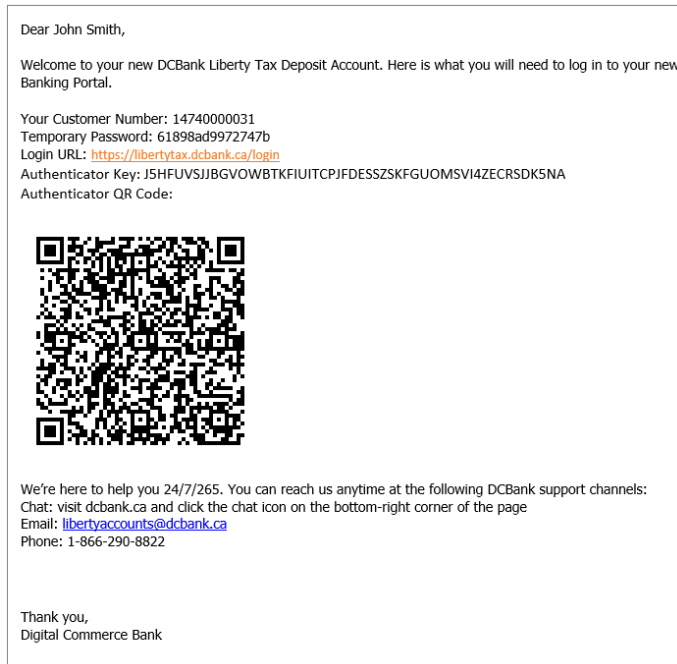 Dear John Smith,
Welcome to your new DCBank Liberty Tax Deposit Account. Here is what you will need to log in to your new
Banking Portal.
Your Customer Number: 14740000031
Temporary Password: 61898ad9972747b
Login URL: https://libertytax.dcbank.ca/login
Authenticator Key: J5HFUVSJJBGVOWBTKFIUITCPJFDESSZSKFGUOMSVI4ZECRSDK5NA
Authenticator QR Code:
We're here to help you 24/7/265. You can reach us anytime at the following DCBank support channels:
Chat: visit dcbank.ca and click the chat icon on the bottom-right corner of the page
Email: libertyaccounts@dcbank.ca
Phone: 1-866-290-8822
Thank you,
Digital Commerce Bank